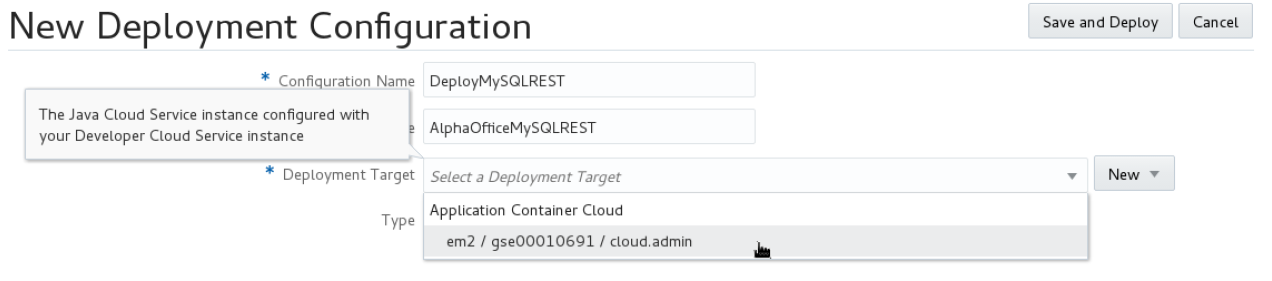 New Deployment Configuration
Save and Deploy
Cancel
* Configuration Name
DeployMySQLREST
The Java Cloud Service instance configured with
your Developer Cloud Service instance
AlphaOfficeMySQLREST
* Deployment Target
Select a Deployment Target
New
Application Container Cloud
Type
em2 / gse00010691 / cloud.admin